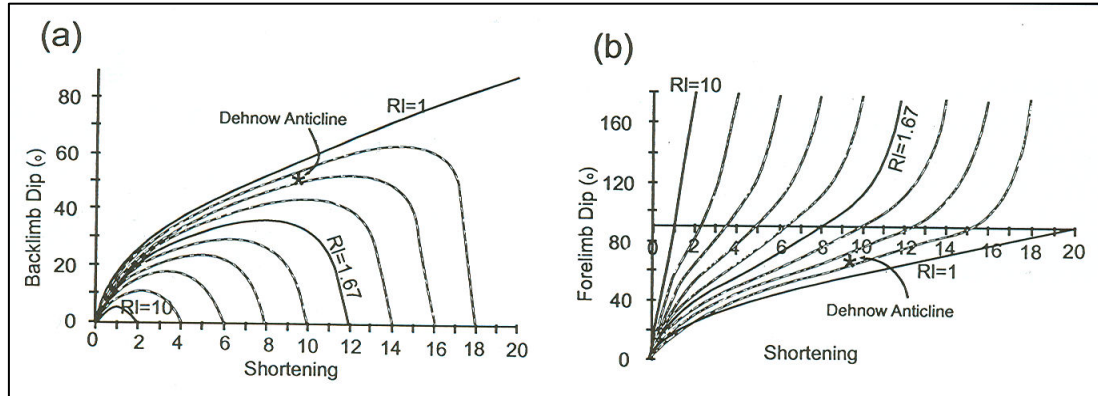 (a)
80
60
40
20
0
Backlimb Dip (o)
RI=1
Dehnow Anticline
RI=1.67
RI=10
0 2 4 6 8 10 12 14 16 18 20
Shortening
(b)
160
120
80
40
0
Forelimb Dip (o)
RI=10
RI=1.67
0 2 4 6 8 10 12 14 16 18 20
RI=1
Dehnow Anticline
Shortening